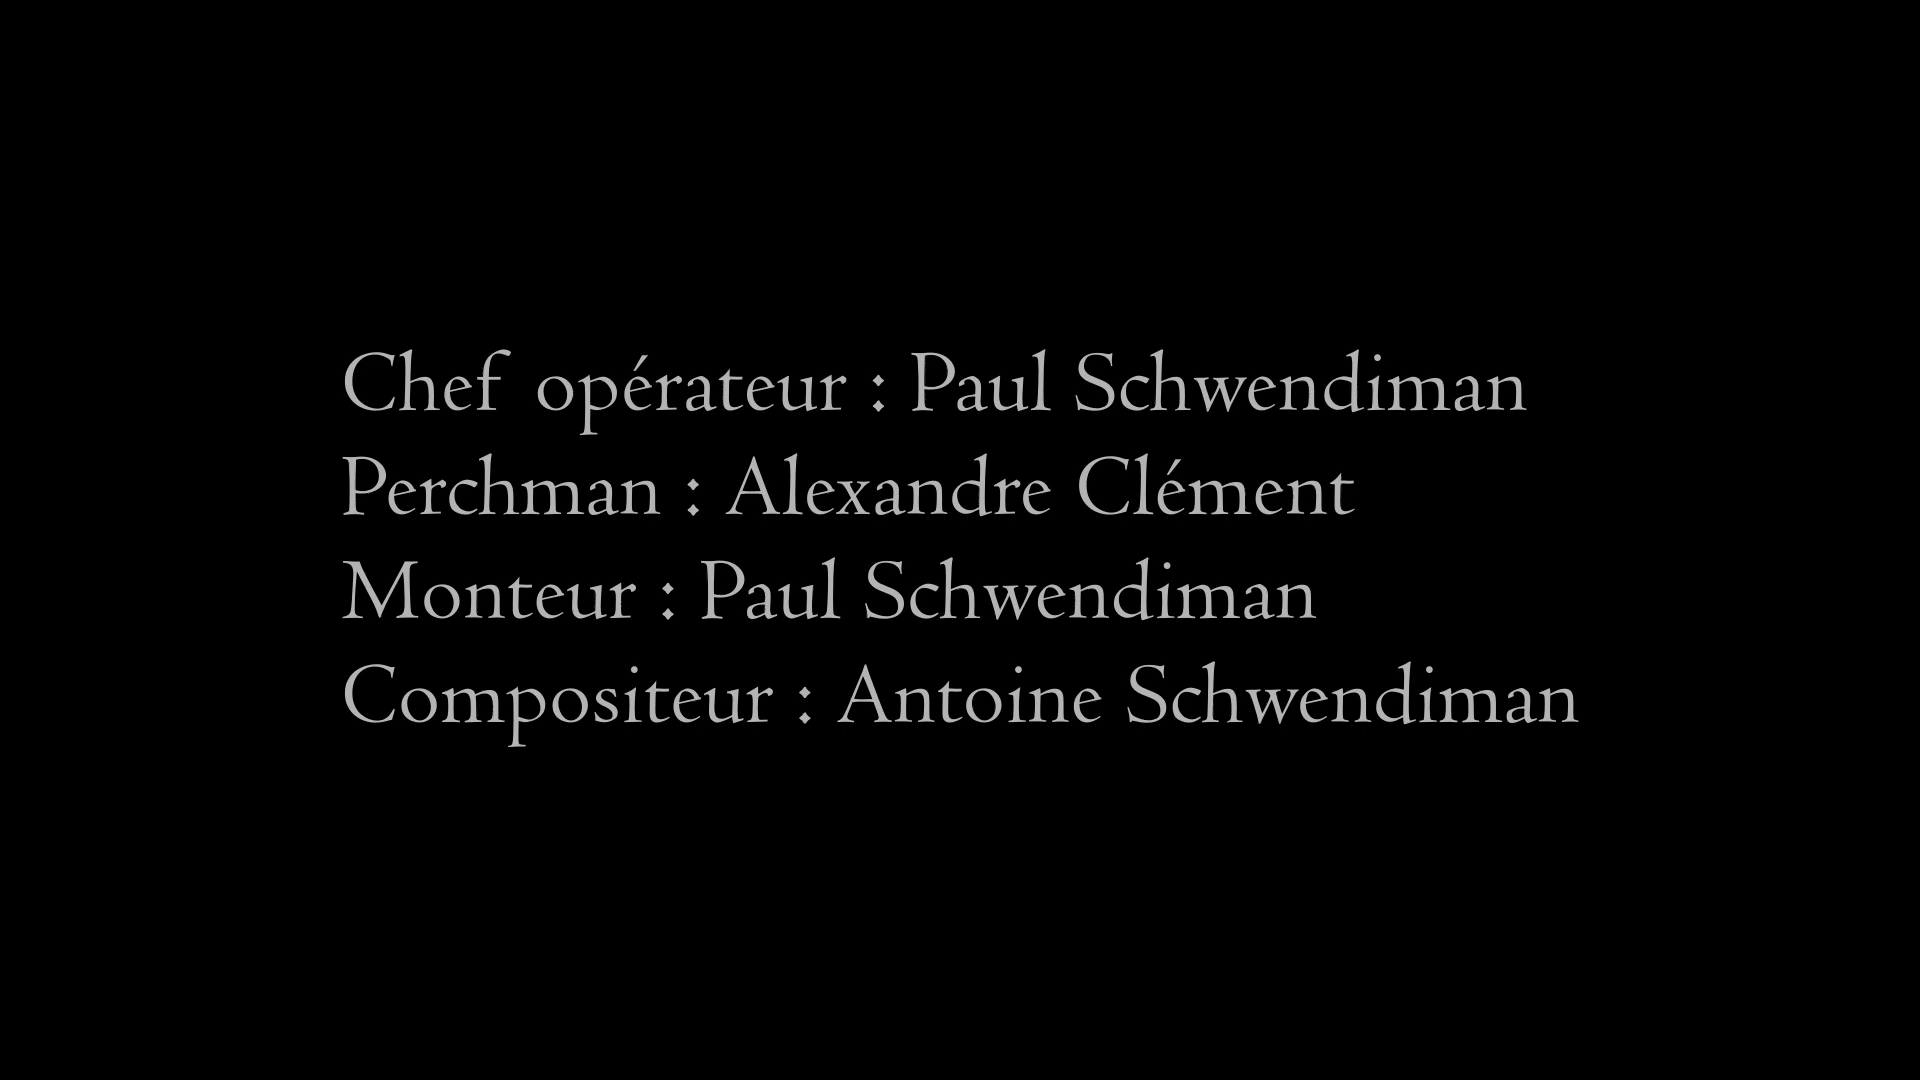 Chef opérateur : Paul Schwendiman
Perchman : Alexandre Clément
Monteur : Paul Schwendiman
Compositeur : Antoine Schwendiman